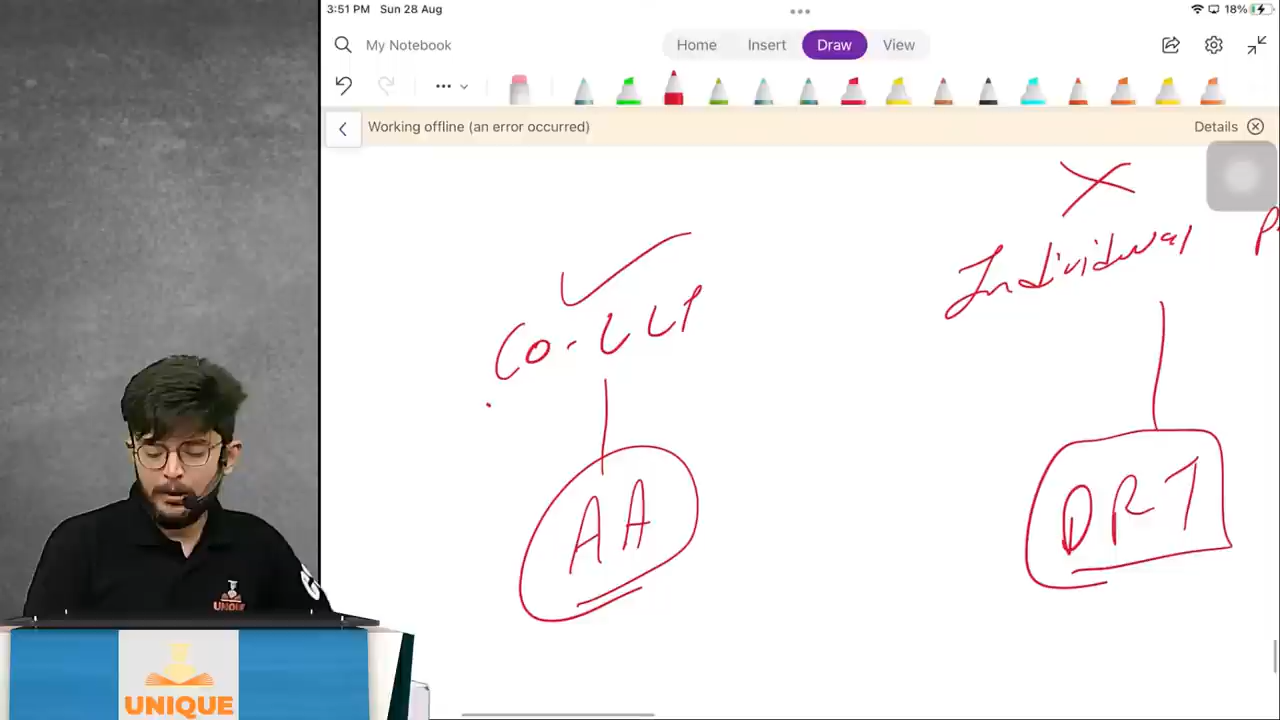 3:51 PM Sun 28 Aug
18%
My Notebook
Home Insert Draw View
Working offline (an error occurred)
Details
Individual
Co-LLP
AA
DRT
UNIQUE
UNIQUE